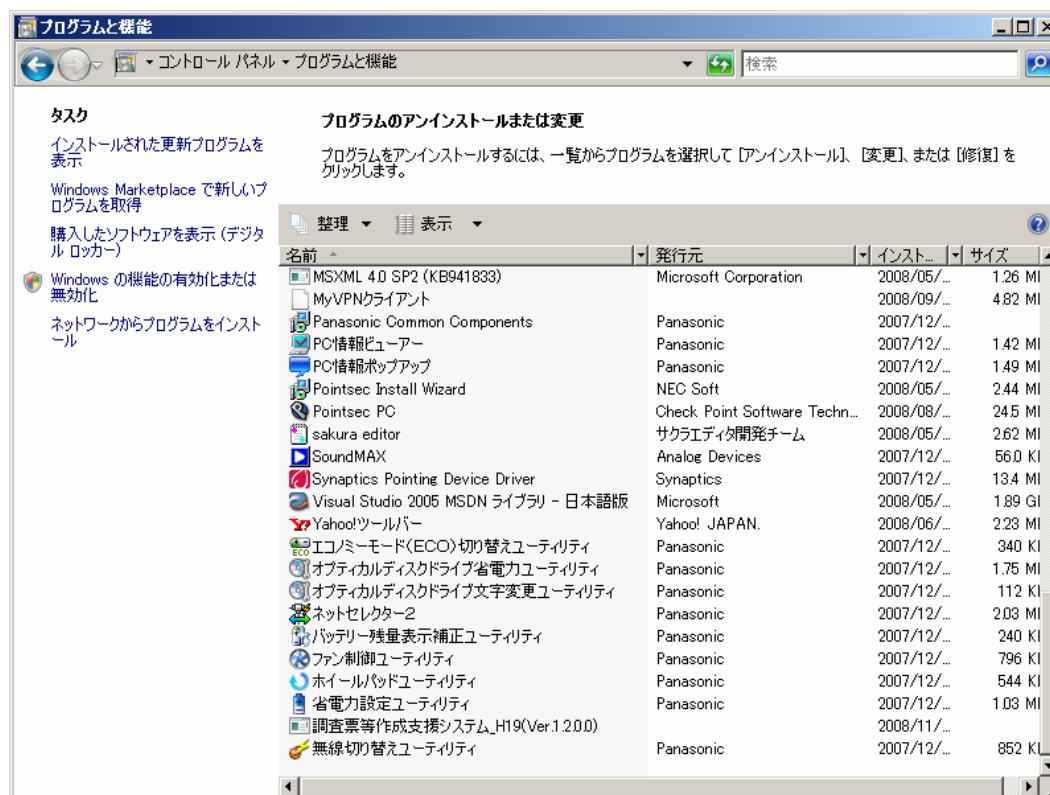 プログラムと機能
コントロール パネル プログラムと機能
検索
タスク
インストールされた更新プログラムを
表示
Windows Marketplace で新しいプ
ログラムを取得
購入したソフトウェアを表示 (デジタ
ル ロッカー)
Windows の機能の有効化または
無効化
ネットワークからプログラムをインスト
ール
プログラムのアンインストールまたは変更
プログラムをアンインストールするには、一覧からプログラムを選択して [アンインストール]、 [変更]、または [修復] を
クリックします。
整理 表示
名前 発行元 インスト... サイズ
MSXML 4.0 SP2 (KB941833) Microsoft Corporation 2008/05/... 1.26 M
MyVPNクライアント 2008/09/... 4.82 M
Panasonic Common Components Panasonic 2007/12/...
PC情報ビューアー Panasonic 2007/12/... 1.42 M
PC情報ポップアップ Panasonic 2007/12/... 1.49 M
Pointsec Install Wizard NEC Soft 2008/05/... 2.44 M
Pointsec PC Check Point Software Techn... 2008/08/... 24.5 M
sakura editor サクラエディタ開発チーム 2008/05/... 2.62 M
SoundMAX Analog Devices 2007/12/... 56.0 K
Synaptics Pointing Device Driver Synaptics 2007/12/... 13.4 M
Visual Studio 2005 MSDN ライブラリ - 日本語版 Microsoft 2008/05/... 1.89 G
Yahoo!ツールバー Yahoo! JAPAN. 2008/06/... 2.23 M
エコノミーモード(ECO)切り替えユーティリティ Panasonic 2007/12/... 340 K
オプティカルディスクドライブ省電力ユーティリティ Panasonic 2007/12/... 1.75 M
オプティカルディスクドライブ文字変更ユーティリティ Panasonic 2007/12/... 112 K
ネットセレクター2 Panasonic 2007/12/... 2.03 M
バッテリー残量表示補正ユーティリティ Panasonic 2007/12/... 240 K
ファン制御ユーティリティ Panasonic 2007/12/... 796 K
ホイールパッドユーティリティ Panasonic 2007/12/... 544 K
省電力設定ユーティリティ Panasonic 2007/12/... 1.03 M
調査票等作成支援システム_H19(Ver.1.2.0.0) 2008/11/...
無線切り替えユーティリティ Panasonic 2007/12/... 852 K